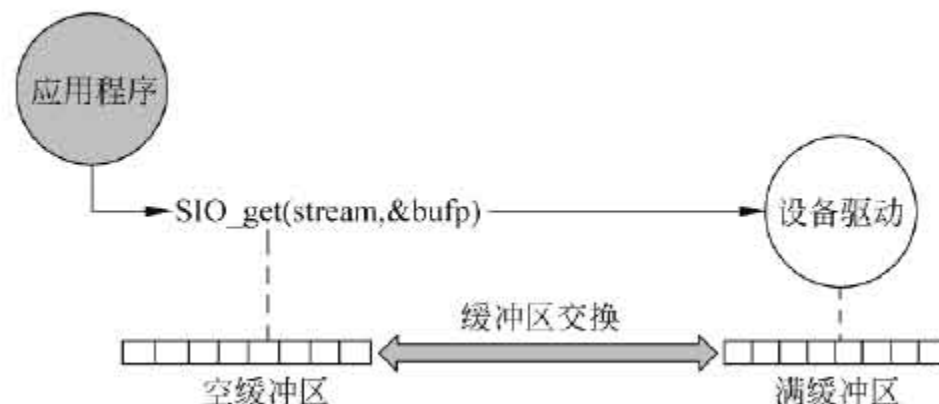 应用程序
SIO_get(stream,&bufp)
设备驱动
缓冲区交换
空缓冲区
满缓冲区